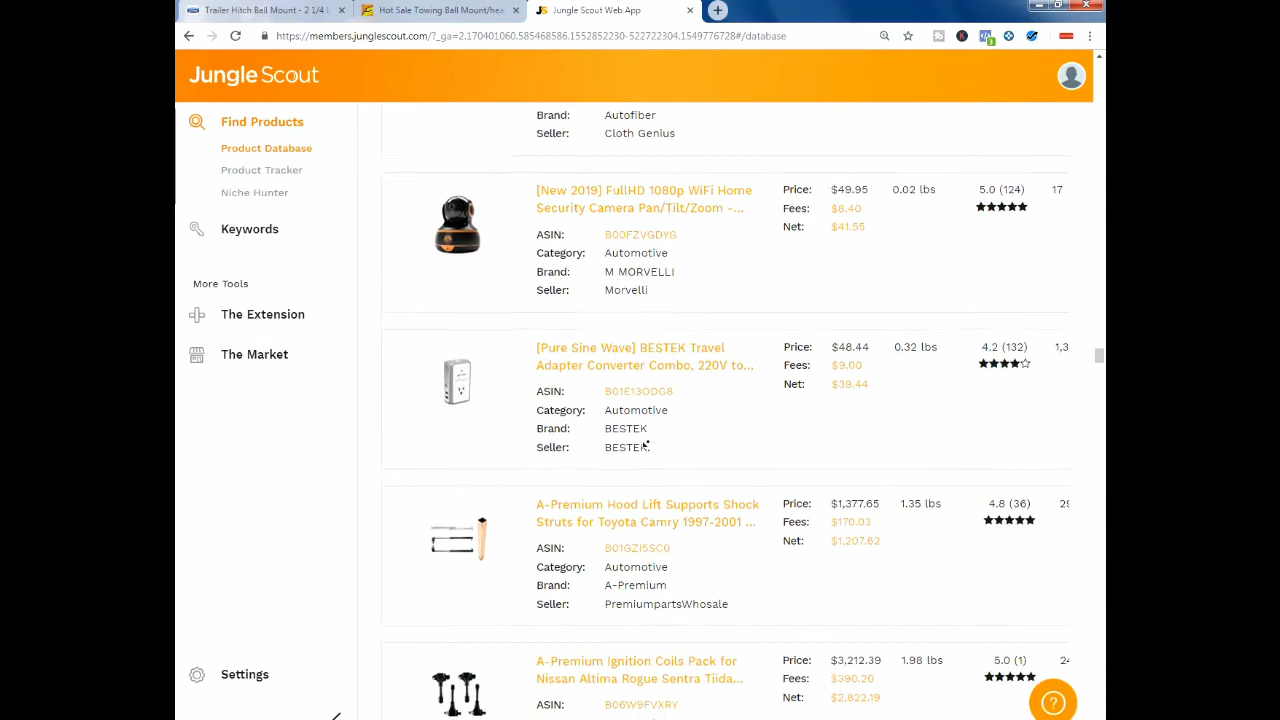 Trailer Hitch Ball Mount - 2 1/4 I
Hot Sale Towing Ball Mount/hea
Jungle Scout Web App
https://members.junglescout.com/?_ga=2.170401060.585468586.1552852230-522722304.1549776728#/database
Jungle Scout
Find Products
Product Database
Product Tracker
Niche Hunter
Keywords
More Tools
The Extension
The Market
Settings
Brand: Autofiber
Seller: Cloth Genius
[New 2019] FullHD 1080p WiFi Home
Security Camera Pan/Tilt/Zoom -...
ASIN: B00FZVGDYG
Category: Automotive
Brand: M MORVELLI
Seller: Morvelli
Price: $49.95 0.02 lbs 5.0 (124) 17
Fees: $8.40
Net: $41.55
[Pure Sine Wave] BESTEK Travel
Adapter Converter Combo, 220V to...
ASIN: B01E13ODG8
Category: Automotive
Brand: BESTEK
Seller: BESTEK.
Price: $48.44 0.32 lbs 4.2 (132) 1,3
Fees: $9.00
Net: $39.44
A-Premium Hood Lift Supports Shock
Struts for Toyota Camry 1997-2001 ...
ASIN: B01GZI5SC0
Category: Automotive
Brand: A-Premium
Seller: PremiumpartsWhosale
Price: $1,377.65 1.35 lbs 4.8 (36) 29
Fees: $170.03
Net: $1,207.62
A-Premium Ignition Coils Pack for
Nissan Altima Rogue Sentra Tiida...
ASIN: B06W9FVXRY
Price: $3,212.39 1.98 lbs 5.0 (1) 24
Fees: $390.20
Net: $2,822.19